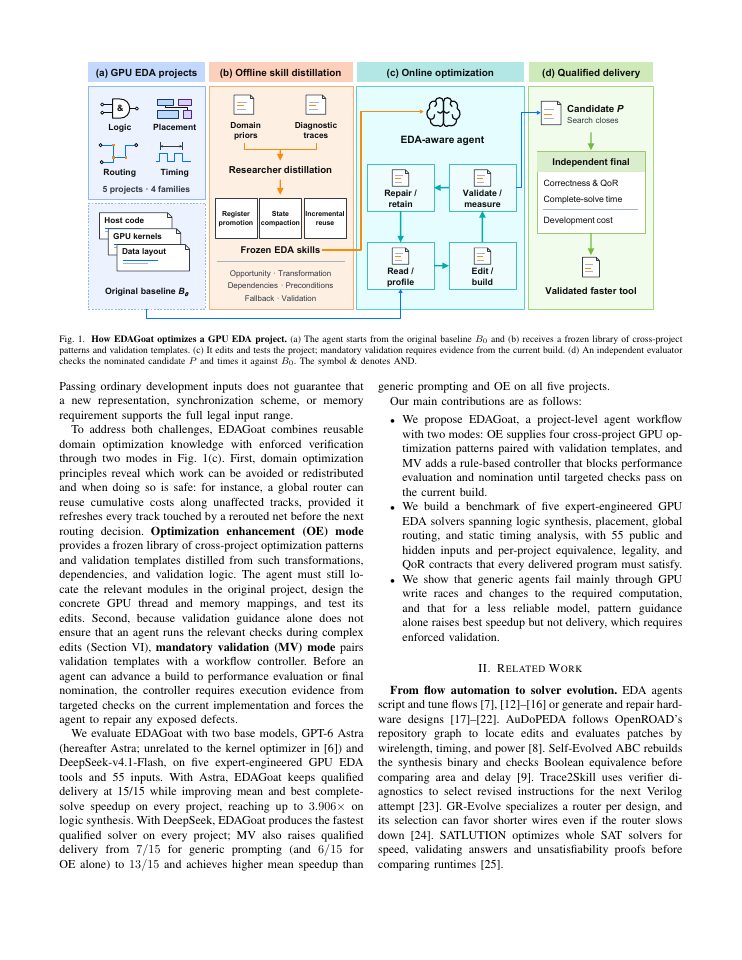 (a) GPU EDA projects
&
Logic
Placement
Routing
Timing
5 projects · 4 families
Host code
GPU kernels
Data layout
Original baseline B₀
(b) Offline skill distillation
Domain
priors
Diagnostic
traces
Researcher distillation
Register
promotion
State
compaction
Incremental
reuse
Frozen EDA skills
Opportunity · Transformation
Dependencies · Preconditions
Fallback · Validation
(c) Online optimization
EDA-aware agent
Repair /
retain
Validate /
measure
Read /
profile
Edit /
build
(d) Qualified delivery
Candidate P
Search closes
Independent final
Correctness & QoR
Complete-solve time
Development cost
Validated faster tool
Fig. 1. How EDAGoat optimizes a GPU EDA project. (a) The agent starts from the original baseline B₀ and (b) receives a frozen library of cross-project
patterns and validation templates. (c) It edits and tests the project; mandatory validation requires evidence from the current build. (d) An independent evaluator
checks the nominated candidate P and times it against B₀. The symbol & denotes AND.
Passing ordinary development inputs does not guarantee that
a new representation, synchronization scheme, or memory
requirement supports the full legal input range.
To address both challenges, EDAGoat combines reusable
domain optimization knowledge with enforced verification
through two modes in Fig. 1(c). First, domain optimization
principles reveal which work can be avoided or redistributed
and when doing so is safe: for instance, a global router can
reuse cumulative costs along unaffected tracks, provided it
refreshes every track touched by a rerouted net before the next
routing decision. Optimization enhancement (OE) mode
provides a frozen library of cross-project optimization patterns
and validation templates distilled from such transformations,
dependencies, and validation logic. The agent must still lo-
cate the relevant modules in the original project, design the
concrete GPU thread and memory mappings, and test its
edits. Second, because validation guidance alone does not
ensure that an agent runs the relevant checks during complex
edits (Section VI), mandatory validation (MV) mode pairs
validation templates with a workflow controller. Before an
agent can advance a build to performance evaluation or final
nomination, the controller requires execution evidence from
targeted checks on the current implementation and forces the
agent to repair any exposed defects.
We evaluate EDAGoat with two base models, GPT-6 Astra
(hereafter Astra; unrelated to the kernel optimizer in [6]) and
DeepSeek-v4.1-Flash, on five expert-engineered GPU EDA
tools and 55 inputs. With Astra, EDAGoat keeps qualified
delivery at 15/15 while improving mean and best complete-
solve speedup on every project, reaching up to 3.906× on
logic synthesis. With DeepSeek, EDAGoat produces the fastest
qualified solver on every project; MV also raises qualified
delivery from 7/15 for generic prompting (and 6/15 for
OE alone) to 13/15 and achieves higher mean speedup than
generic prompting and OE on all five projects.
Our main contributions are as follows:
• We propose EDAGoat, a project-level agent workflow
with two modes: OE supplies four cross-project GPU op-
timization patterns paired with validation templates, and
MV adds a rule-based controller that blocks performance
evaluation and nomination until targeted checks pass on
the current build.
• We build a benchmark of five expert-engineered GPU
EDA solvers spanning logic synthesis, placement, global
routing, and static timing analysis, with 55 public and
hidden inputs and per-project equivalence, legality, and
QoR contracts that every delivered program must satisfy.
• We show that generic agents fail mainly through GPU
write races and changes to the required computation,
and that for a less reliable model, pattern guidance
alone raises best speedup but not delivery, which requires
enforced validation.
II. RELATED WORK
From flow automation to solver evolution. EDA agents
script and tune flows [7], [12]–[16] or generate and repair hard-
ware designs [17]–[22]. AuDoPEDA follows OpenROAD’s
repository graph to locate edits and evaluates patches by
wirelength, timing, and power [8]. Self-Evolved ABC rebuilds
the synthesis binary and checks Boolean equivalence before
comparing area and delay [9]. Trace2Skill uses verifier di-
agnostics to select revised instructions for the next Verilog
attempt [23]. GR-Evolve specializes a router per design, and
its selection can favor shorter wires even if the router slows
down [24]. SATLUTION optimizes whole SAT solvers for
speed, validating answers and unsatisfiability proofs before
comparing runtimes [25].